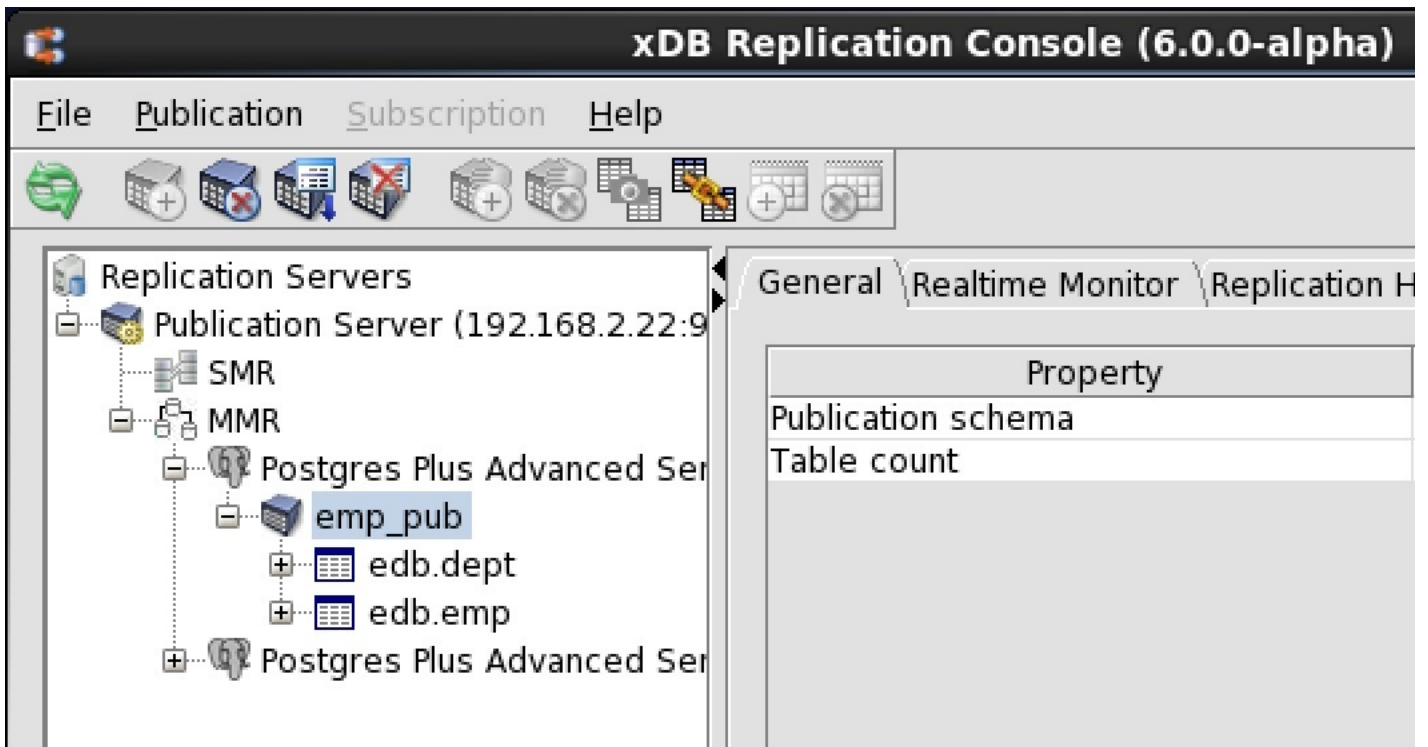 xDB Replication Console (6.0.0-alpha)
File Publication Subscription Help
Replication Servers
Publication Server (192.168.2.22:9
SMR
MMR
Postgres Plus Advanced Ser
emp_pub
edb.dept
edb.emp
Postgres Plus Advanced Ser
General Realtime Monitor Replication H
Property
Publication schema
Table count